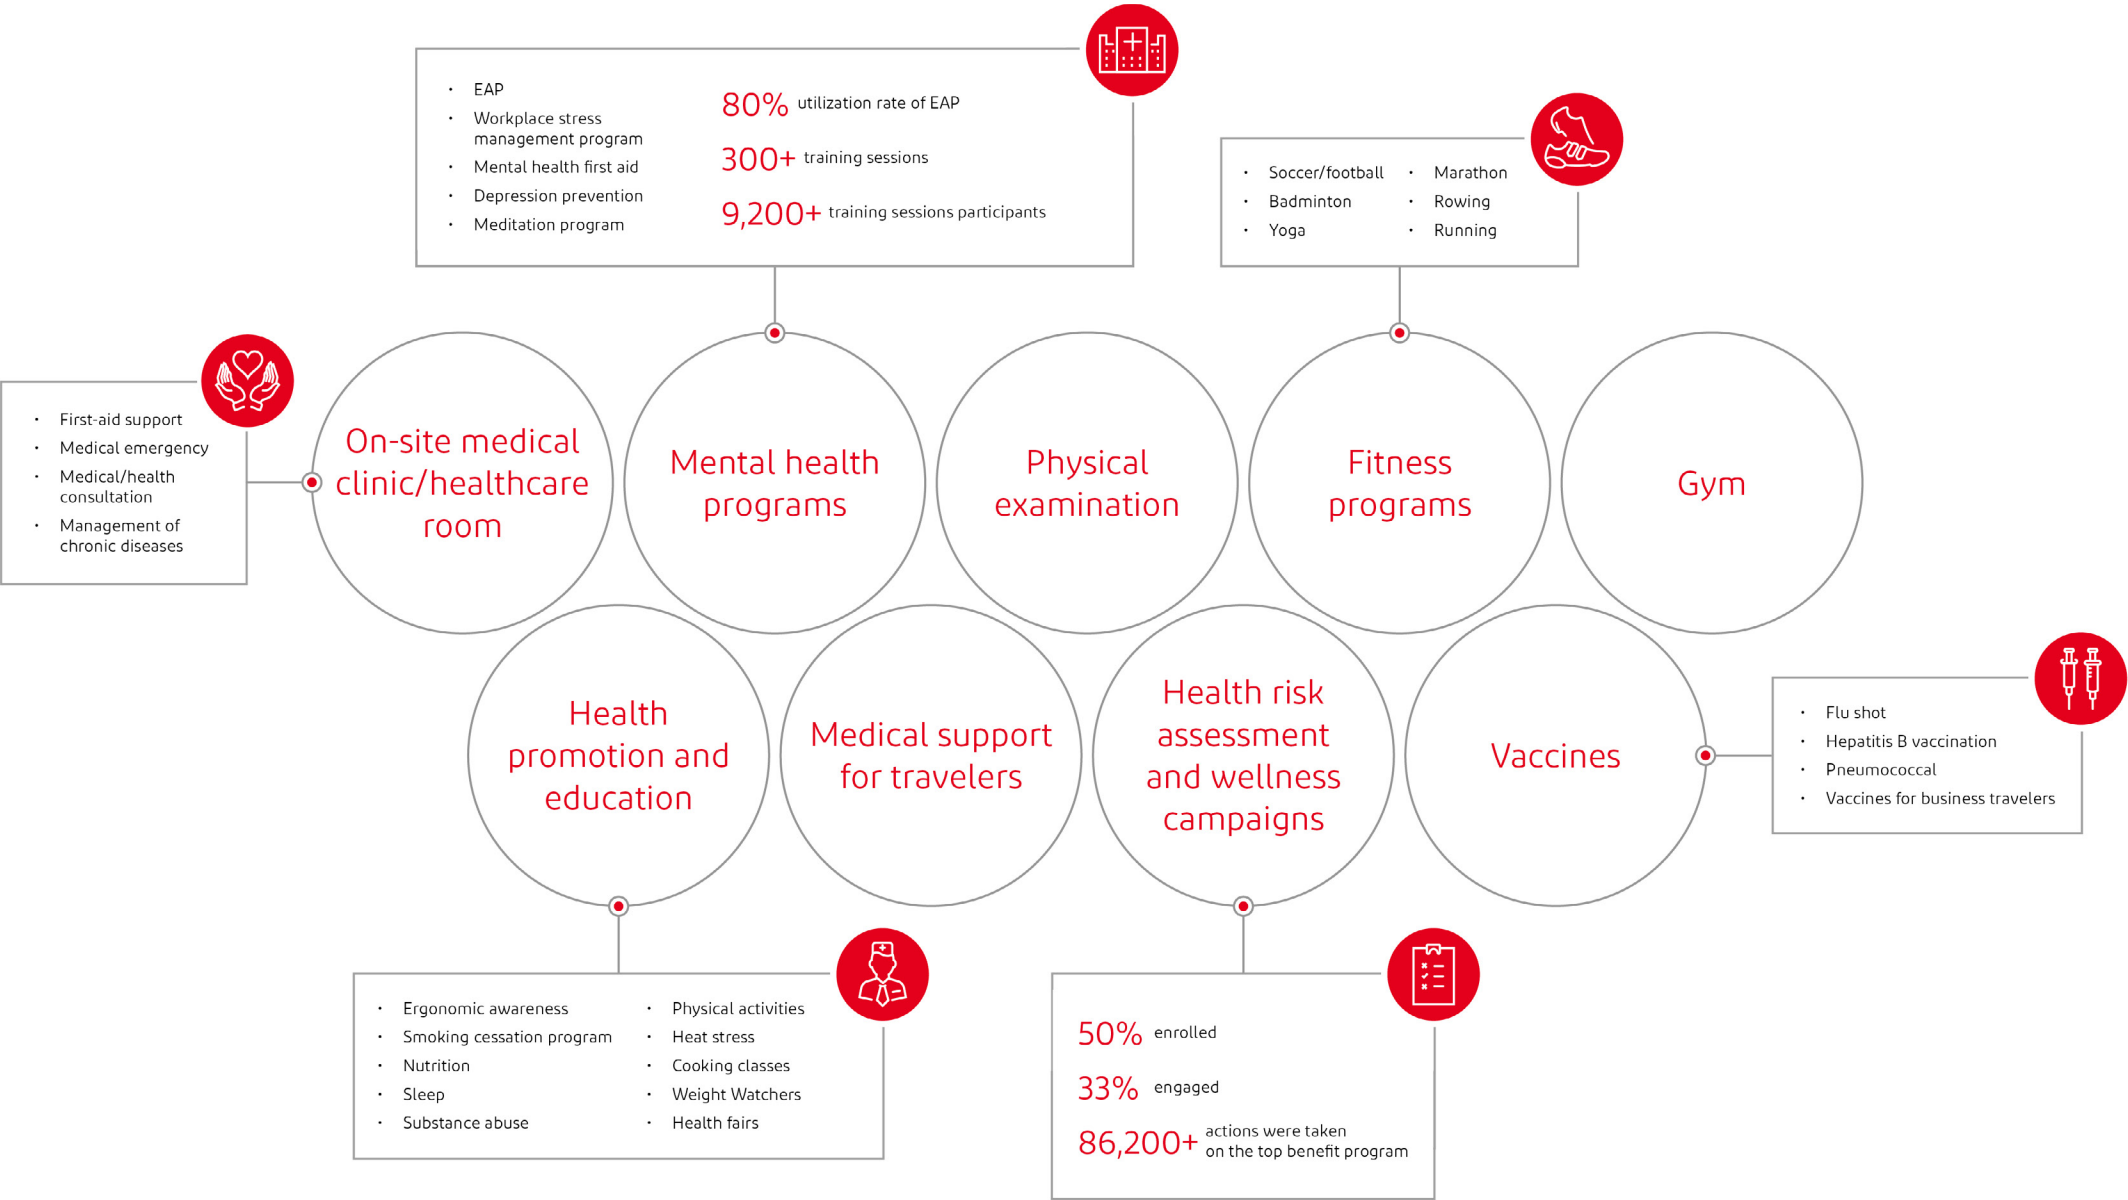 • EAP
• Workplace stress
management program
• Mental health first aid
• Depression prevention
• Meditation program
80% utilization rate of EAP
300+ training sessions
9,200+ training sessions participants
• Soccer/football
• Badminton
• Yoga
• Marathon
• Rowing
• Running
• First-aid support
• Medical emergency
• Medical/health
consultation
• Management of
chronic diseases
On-site medical
clinic/healthcare
room
Mental health
programs
Physical
examination
Fitness
programs
Gym
Health
promotion and
education
Medical support
for travelers
Health risk
assessment
and wellness
campaigns
Vaccines
• Flu shot
• Hepatitis B vaccination
• Pneumococcal
• Vaccines for business travelers
• Ergonomic awareness
• Smoking cessation program
• Nutrition
• Sleep
• Substance abuse
• Physical activities
• Heat stress
• Cooking classes
• Weight Watchers
• Health fairs
50% enrolled
33% engaged
86,200+ actions were taken
on the top benefit program